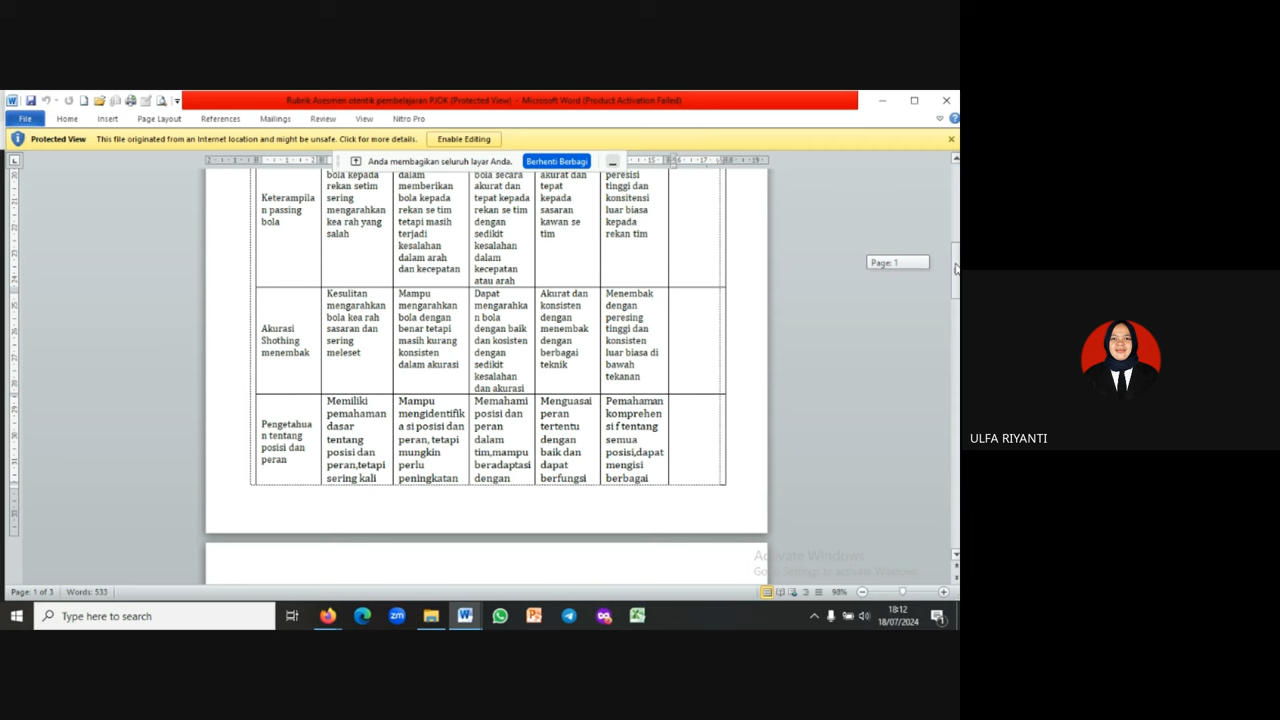 Rubrik Asesmen otentik pembelajaran PJOK (Protected View) - Microsoft Word (Product Activation Failed)
File Home Insert Page Layout References Mailings Review View Nitro Pro
Protected View This file originated from an Internet location and might be unsafe. Click for more details. Enable Editing
Anda membagikan seluruh layar Anda. Berhenti Berbagi
Keterampila
n passing
bola
bola kepada
rekan setim
sering
mengarahkan
kea rah yang
salah
dalam
memberikan
bola kepada
rekan se tim
tetapi masih
terjadi
kesalahan
dalam arah
dan kecepatan
bola secara
akurat dan
tepat kepada
rekan se tim
dengan
sedikit
kesalahan
dalam
kecepatan
atau arah
akurat dan
tepat
kepada
sasaran
kawan se
tim
peresisi
tinggi dan
konsitensi
luar biasa
kepada
rekan tim
Akurasi
Shothing
menembak
Kesulitan
mengarahkan
bola kea rah
sasaran dan
sering
meleset
Mampu
mengarahkan
bola dengan
benar tetapi
masih kurang
konsisten
dalam akurasi
Dapat
mengarahka
n bola
dengan baik
dan kosisten
dengan
sedikit
kesalahan
dan akurasi
Akurat dan
konsisten
dengan
menembak
dengan
berbagai
teknik
Menembak
dengan
peresing
tinggi dan
konsisten
luar biasa di
bawah
tekanan
Pengetahua
n tentang
posisi dan
peran
Memiliki
pemahaman
dasar
tentang
posisi dan
peran,tetapi
sering kali
Mampu
mengidentifik
a si posisi dan
peran, tetapi
mungkin
perlu
peningkatan
Memahami
posisi dan
peran
dalam
tim,mampu
beradaptasi
dengan
Menguasai
peran
tertentu
dengan
baik dan
dapat
berfungsi
Pemahaman
komprehen
si f tentang
semua
posisi,dapat
mengisi
berbagai
Page: 1
Activate Windows
Go to Settings to activate Windows.
Page: 1 of 3 Words: 533
98%
Type here to search
18:12
18/07/2024
ULFA RIYANTI